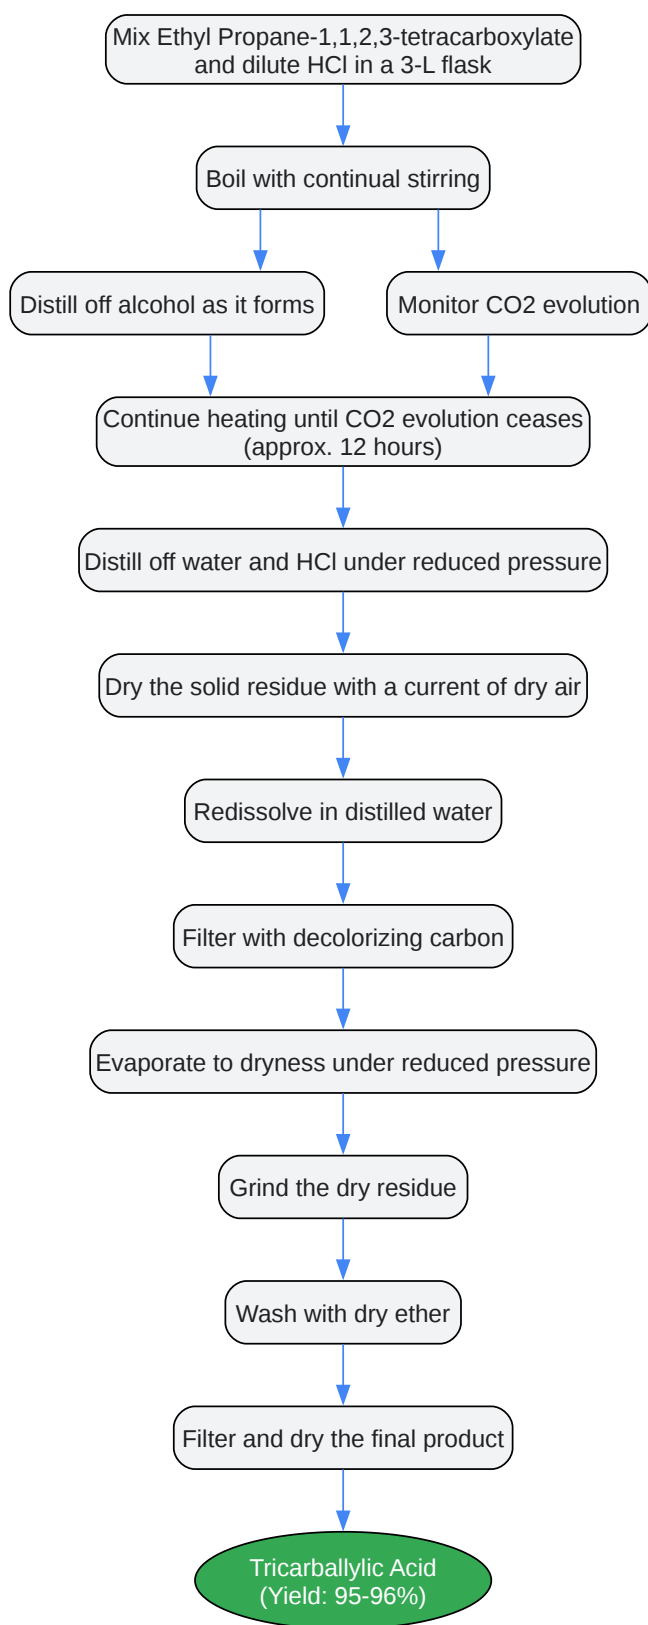 Mix Ethyl Propane-1,1,2,3-tetracarboxylate
and dilute HCl in a 3-L flask
Boil with continual stirring
Distill off alcohol as it forms
Monitor CO2 evolution
Continue heating until CO2 evolution ceases
(approx. 12 hours)
Distill off water and HCl under reduced pressure
Dry the solid residue with a current of dry air
Redissolve in distilled water
Filter with decolorizing carbon
Evaporate to dryness under reduced pressure
Grind the dry residue
Wash with dry ether
Filter and dry the final product
Tricarballylic Acid
(Yield: 95-96%)